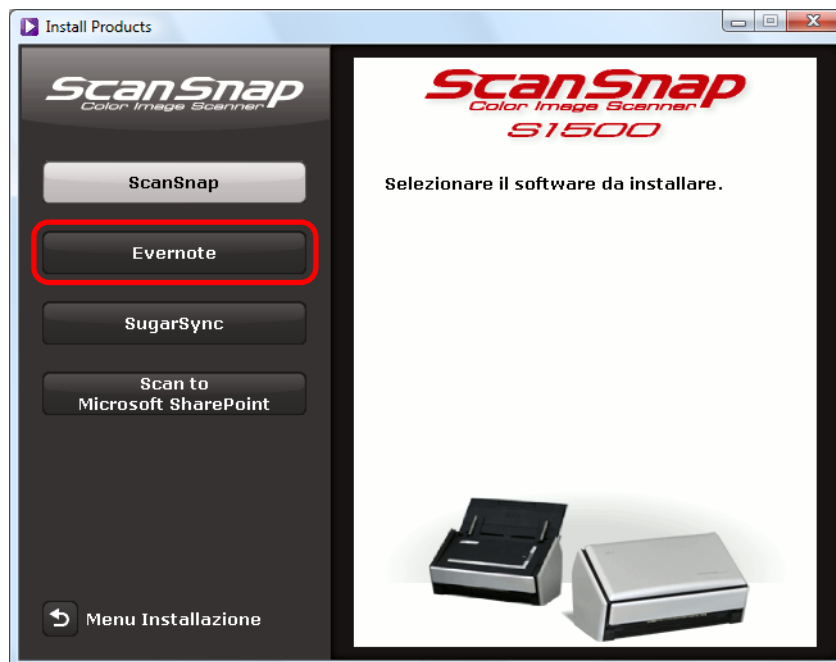 Install Products
ScanSnap
Color Image Scanner
ScanSnap
Evernote
SugarSync
Scan to
Microsoft SharePoint
Menu Installazione
ScanSnap
Color Image Scanner
S1500
Selezionare il software da installare.